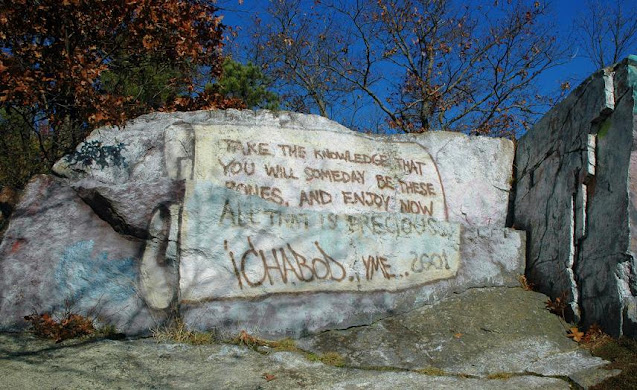 TAKE THE KNOWLEDGE THAT
YOU WILL SOMEDAY BE THESE
BONES, AND ENJOY NOW
ALL THAT IS PRECIOUS...
iCHABOD.. YME... 2001